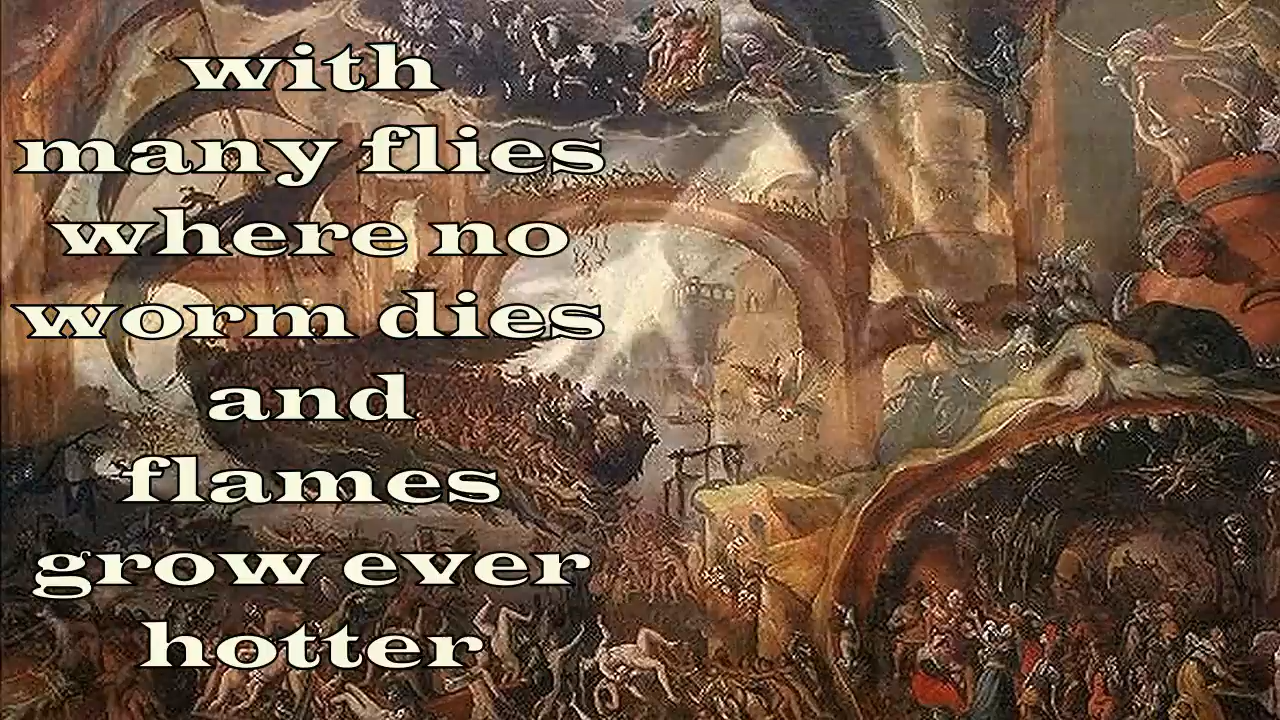 with
many flies
where no
worm dies
and
flames
grow ever
hotter